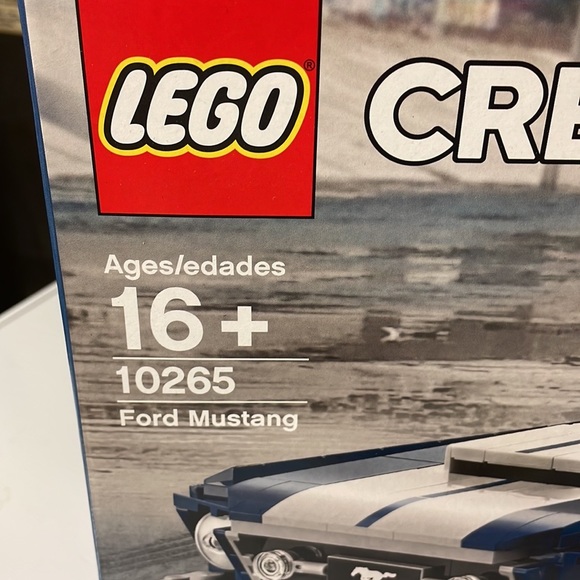 LEGO®
CRE
Ages/edades
16+
10265
Ford Mustang